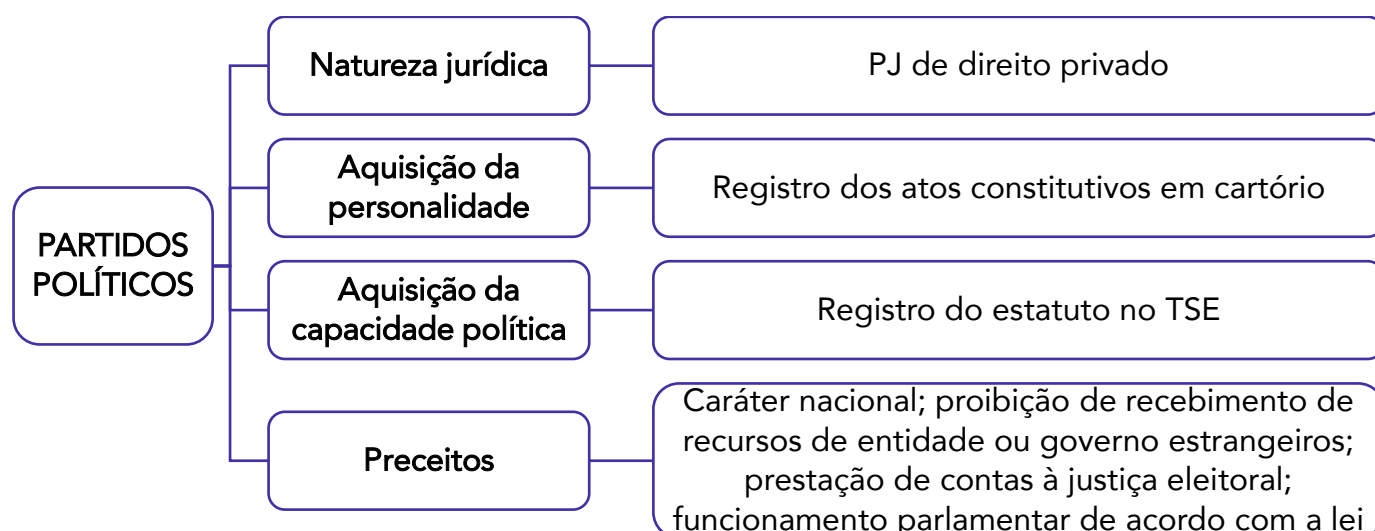 PARTIDOS
POLÍTICOS
Natureza jurídica
PJ de direito privado
Aquisição da
personalidade
Registro dos atos constitutivos em cartório
Aquisição da
capacidade política
Registro do estatuto no TSE
Preceitos
Caráter nacional; proibição de recebimento de
recursos de entidade ou governo estrangeiros;
prestação de contas à justiça eleitoral;
funcionamento parlamentar de acordo com a lei